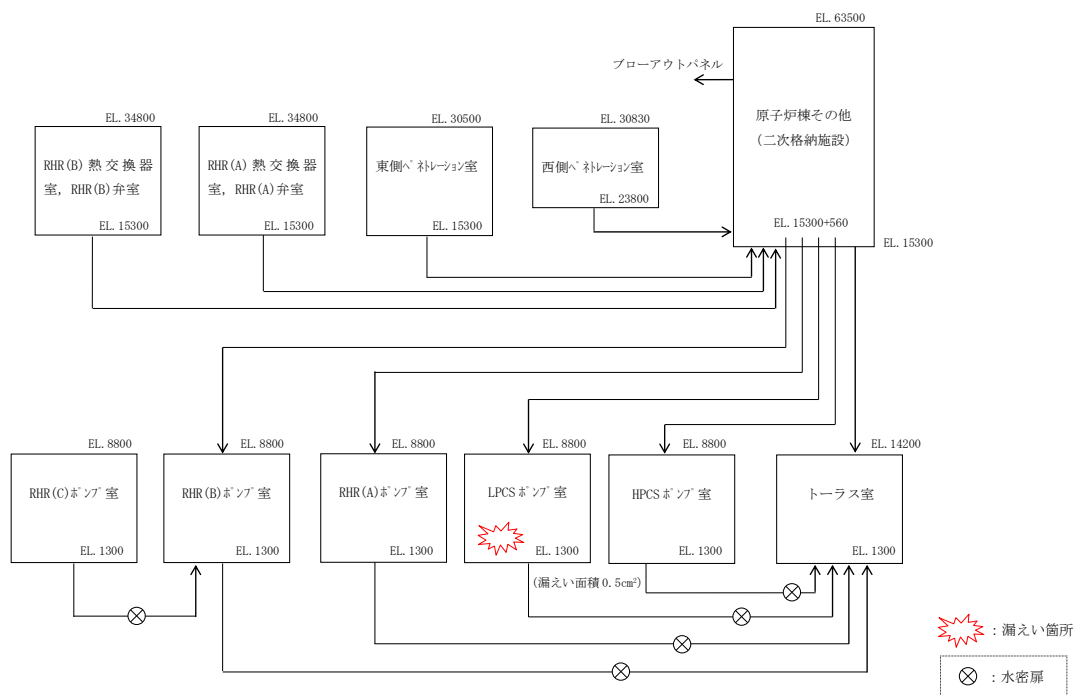 EL. 63500
ブローアウトパネル
原子炉棟その他
(二次格納施設)
EL. 34800
EL. 34800
EL. 30500
EL. 30830
RHR(B) 熱交換器
室, RHR(B)弁室
RHR(A) 熱交換器
室, RHR(A)弁室
東側ペネトレーション室
西側ペネトレーション室
EL. 15300
EL. 15300
EL. 15300
EL. 23800
EL. 15300+560
EL. 15300
EL. 8800
EL. 8800
EL. 8800
EL. 8800
EL. 8800
EL. 14200
RHR(C)ポンプ室
RHR(B)ポンプ室
RHR(A)ポンプ室
LPCSポンプ室
HPCSポンプ室
トーラス室
EL. 1300
EL. 1300
EL. 1300
EL. 1300
EL. 1300
EL. 1300
(漏えい面積 0.5cm²)
:漏えい箇所
:水密扉